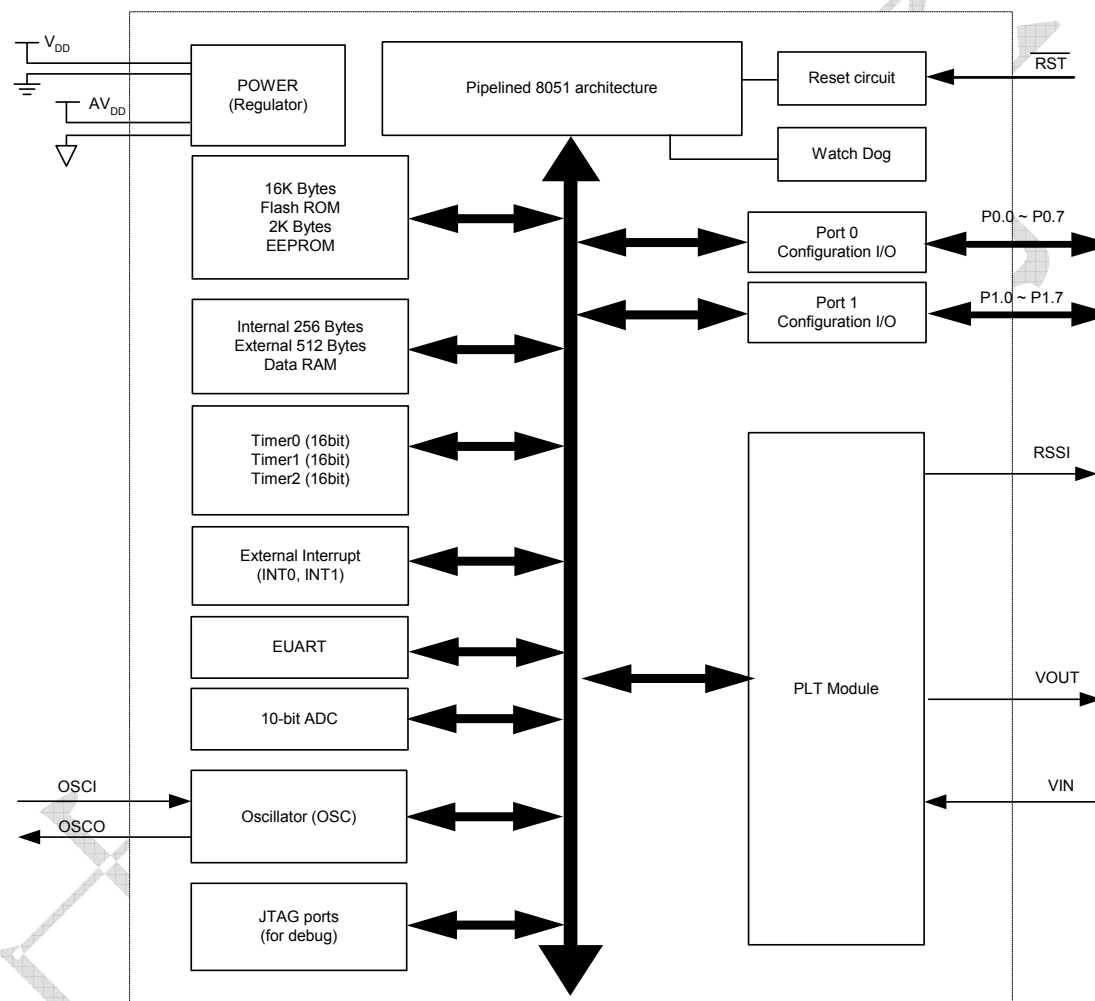 V_DD
POWER
(Regulator)
AV_DD
Pipelined 8051 architecture
Reset circuit
RST
Watch Dog
16K Bytes
Flash ROM
2K Bytes
EEPROM
Port 0
Configuration I/O
P0.0 ~ P0.7
Port 1
Configuration I/O
P1.0 ~ P1.7
Internal 256 Bytes
External 512 Bytes
Data RAM
Timer0 (16bit)
Timer1 (16bit)
Timer2 (16bit)
External Interrupt
(INT0, INT1)
EUART
10-bit ADC
OSCI
OSCO
Oscillator (OSC)
JTAG ports
(for debug)
PLT Module
RSSI
VOUT
VIN